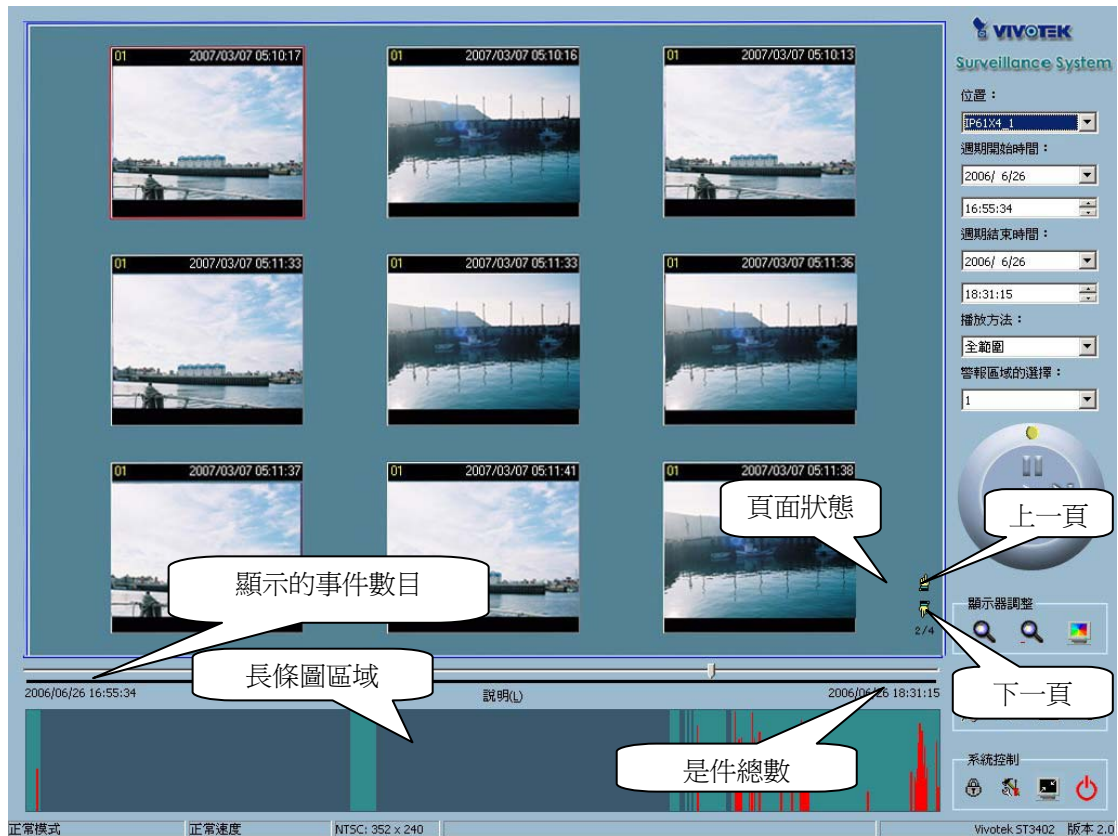 01 2007/03/07 05:10:17
01 2007/03/07 05:10:16
01 2007/03/07 05:10:13
01 2007/03/07 05:11:33
01 2007/03/07 05:11:33
01 2007/03/07 05:11:36
01 2007/03/07 05:11:37
01 2007/03/07 05:11:41
01 2007/03/07 05:11:38
頁面狀態
上一頁
顯示的事件數目
2/4
長條圖區域
下一頁
2006/06/26 16:55:34
說明(L)
2006/06/26 18:31:15
是件總數
VIVOTEK
Surveillance System
位置：
IP61X4_1
週期開始時間：
2006/ 6/26
16:55:34
週期結束時間：
2006/ 6/26
18:31:15
播放方法：
全範圍
警報區域的選擇：
1
顯示器調整
系統控制
正常模式
正常速度
NTSC: 352 x 240
Vivotek ST3402 版本 2.0